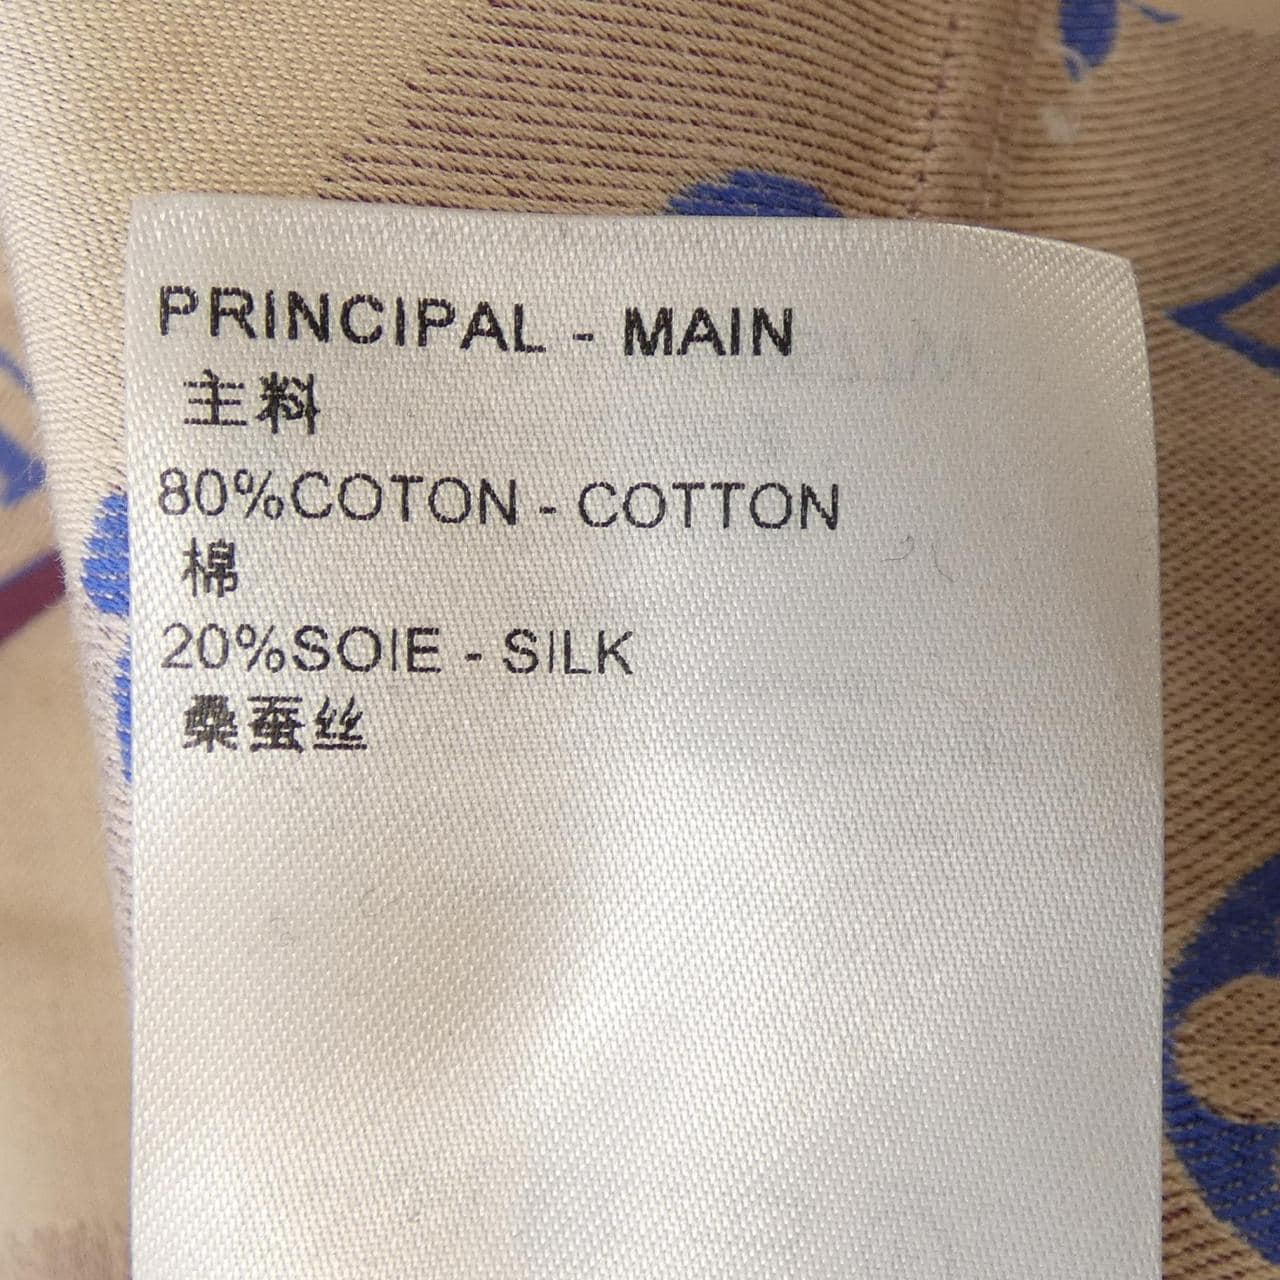 PRINCIPAL - MAIN
主料
80%COTON - COTTON
棉
20%SOIE - SILK
桑蚕丝